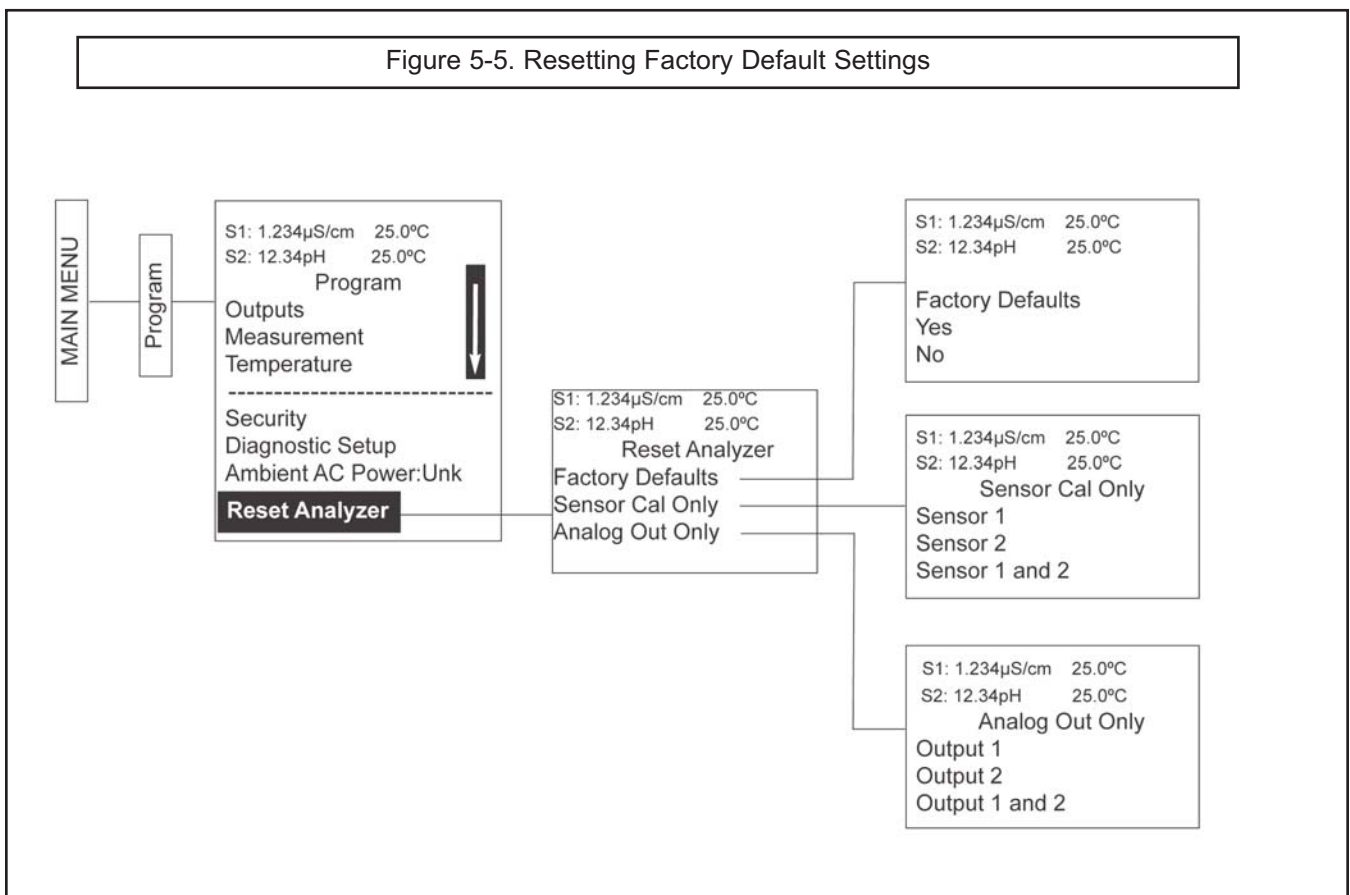 Figure 5-5. Resetting Factory Default Settings
MAIN MENU
Program
S1: 1.234µS/cm 25.0ºC
S2: 12.34pH 25.0ºC
Program
Outputs
Measurement
Temperature
Security
Diagnostic Setup
Ambient AC Power:Unk
Reset Analyzer
S1: 1.234µS/cm 25.0ºC
S2: 12.34pH 25.0ºC
Reset Analyzer
Factory Defaults
Sensor Cal Only
Analog Out Only
S1: 1.234µS/cm 25.0ºC
S2: 12.34pH 25.0ºC
Factory Defaults
Yes
No
S1: 1.234µS/cm 25.0ºC
S2: 12.34pH 25.0ºC
Sensor Cal Only
Sensor 1
Sensor 2
Sensor 1 and 2
S1: 1.234µS/cm 25.0ºC
S2: 12.34pH 25.0ºC
Analog Out Only
Output 1
Output 2
Output 1 and 2